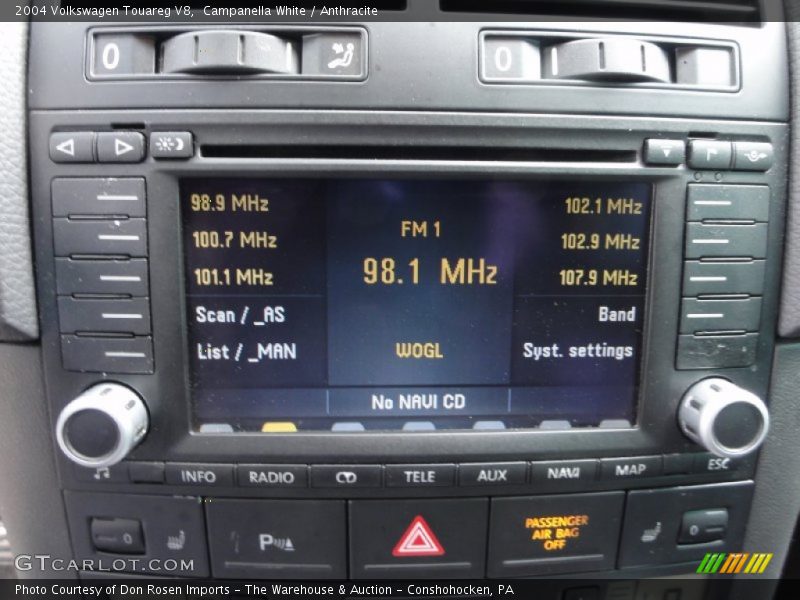 2004 Volkswagen Touareg V8, Campanella White / Anthracite
0
0
98.9 MHz
102.1 MHz
FM 1
100.7 MHz
102.9 MHz
98.1 MHz
101.1 MHz
107.9 MHz
Scan / _AS
Band
List / _MAN
WOGL
Syst. settings
No NAVI CD
INFO RADIO TELE AUX NAVI MAP ESC
0
P
PASSENGER
AIR BAG
OFF
0
GTCARLOT.COM
Photo Courtesy of Don Rosen Imports - The Warehouse & Auction - Conshohocken, PA